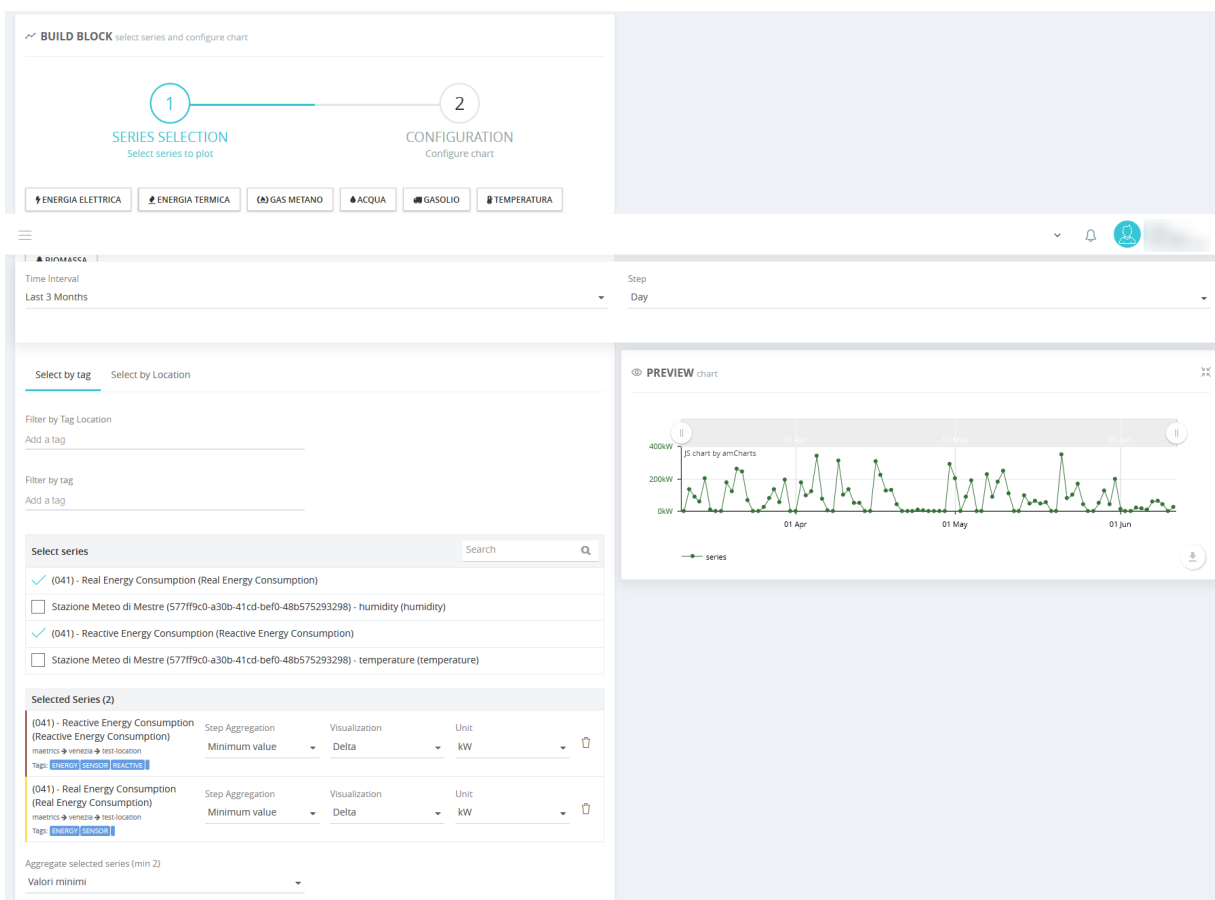 BUILD BLOCK select series and configure chart
1
2
SERIES SELECTION
Select series to plot
CONFIGURATION
Configure chart
ENERGIA ELETTRICA
ENERGIA TERMICA
GAS METANO
ACQUA
GASOLIO
TEMPERATURA
BIOMASSA
Time Interval
Last 3 Months
Step
Day
Select by tag
Select by Location
Filter by Tag Location
Add a tag
Filter by tag
Add a tag
Select series
Search
(041) - Real Energy Consumption (Real Energy Consumption)
Stazione Meteo di Mestre (577ff9c0-a30b-41cd-bef0-48b575293298) - humidity (humidity)
(041) - Reactive Energy Consumption (Reactive Energy Consumption)
Stazione Meteo di Mestre (577ff9c0-a30b-41cd-bef0-48b575293298) - temperature (temperature)
Selected Series (2)
(041) - Reactive Energy Consumption
(Reactive Energy Consumption)
maetrics venezia test-location
Tags: ENERGY SENSOR REACTIVE
Step Aggregation
Minimum value
Visualization
Delta
Unit
kW
(041) - Real Energy Consumption
(Real Energy Consumption)
maetrics venezia test-location
Tags: ENERGY SENSOR
Step Aggregation
Minimum value
Visualization
Delta
Unit
kW
Aggregate selected series (min 2)
Valori minimi
PREVIEW chart
01 Apr
01 May
01 Jun
400kW
JS chart by amCharts
200kW
0kW
01 Apr
01 May
01 Jun
series